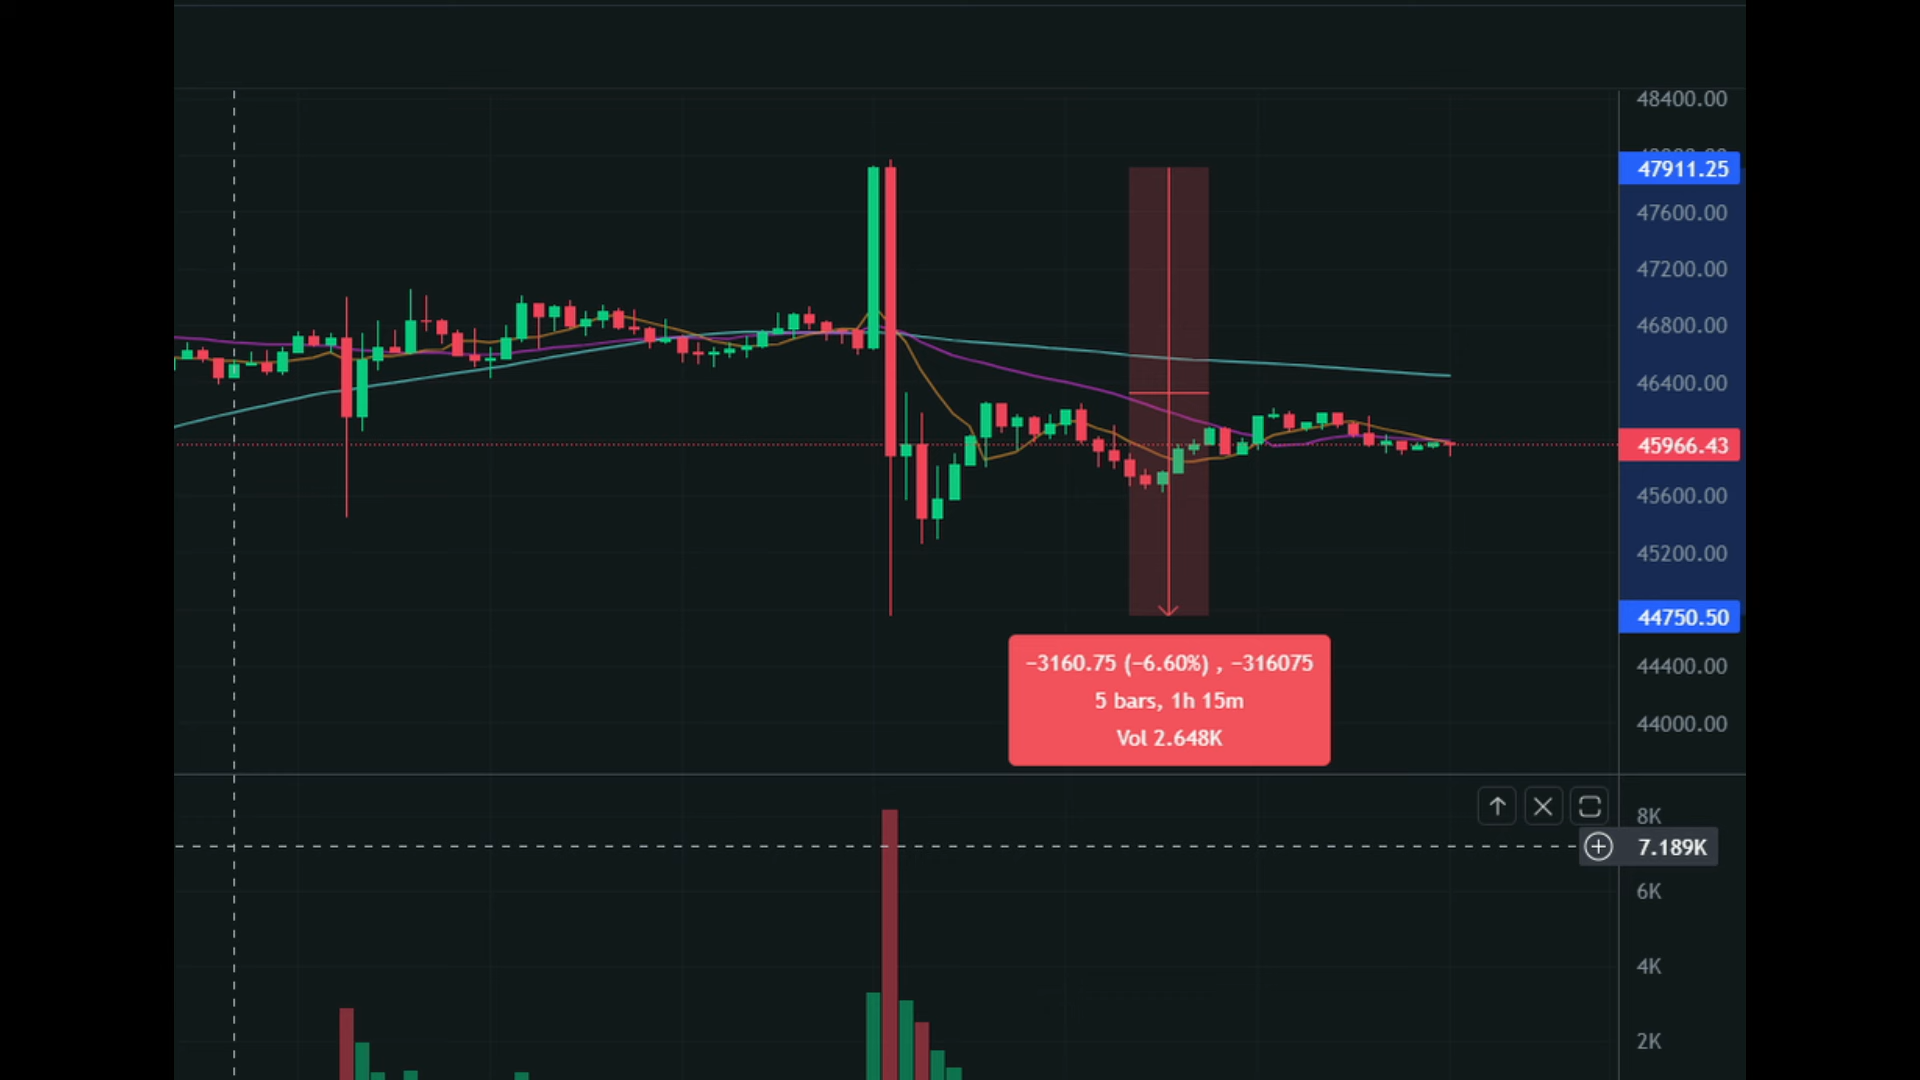 48400.00
47911.25
47600.00
47200.00
46800.00
46400.00
45966.43
45600.00
45200.00
44750.50
44400.00
44000.00
−3160.75 (−6.60%) , −316075
5 bars, 1h 15m
Vol 2.648K
8K
7.189K
6K
4K
2K